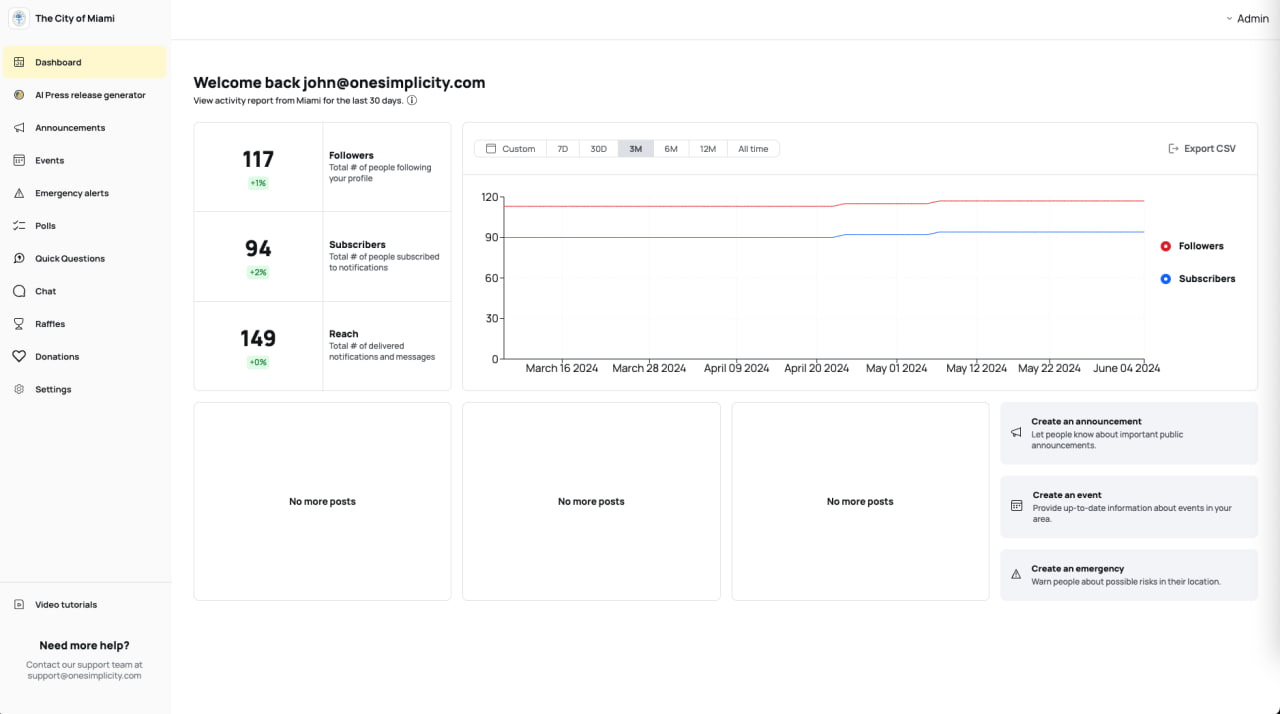 The City of Miami
Admin
Dashboard
AI Press release generator
Announcements
Events
Emergency alerts
Polls
Quick Questions
Chat
Raffles
Donations
Settings
Video tutorials
Need more help?
Contact our support team at
support@onesimplicity.com
Welcome back john@onesimplicity.com
View activity report from Miami for the last 30 days.
117
+1%
Followers
Total # of people following
your profile
94
+2%
Subscribers
Total # of people subscribed
to notifications
149
+0%
Reach
Total # of delivered
notifications and messages
Custom 7D 30D 3M 6M 12M All time
Export CSV
120
90
60
30
0
March 16 2024 March 28 2024 April 09 2024 April 20 2024 May 01 2024 May 12 2024 May 22 2024 June 04 2024
Followers
Subscribers
No more posts
No more posts
No more posts
Create an announcement
Let people know about important public
announcements.
Create an event
Provide up-to-date information about events in your
area.
Create an emergency
Warn people about possible risks in their location.